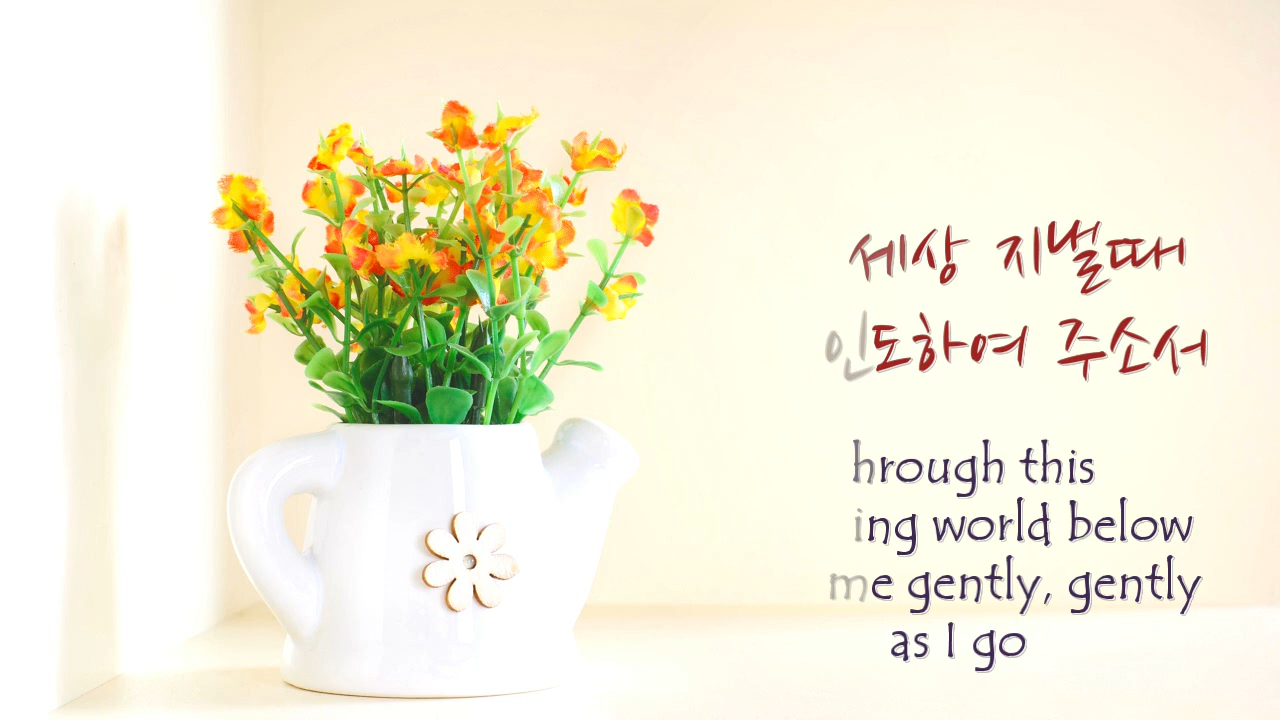 세상 지낼때
인도하여 주소서
hrough this
ing world below
me gently, gently
as I go